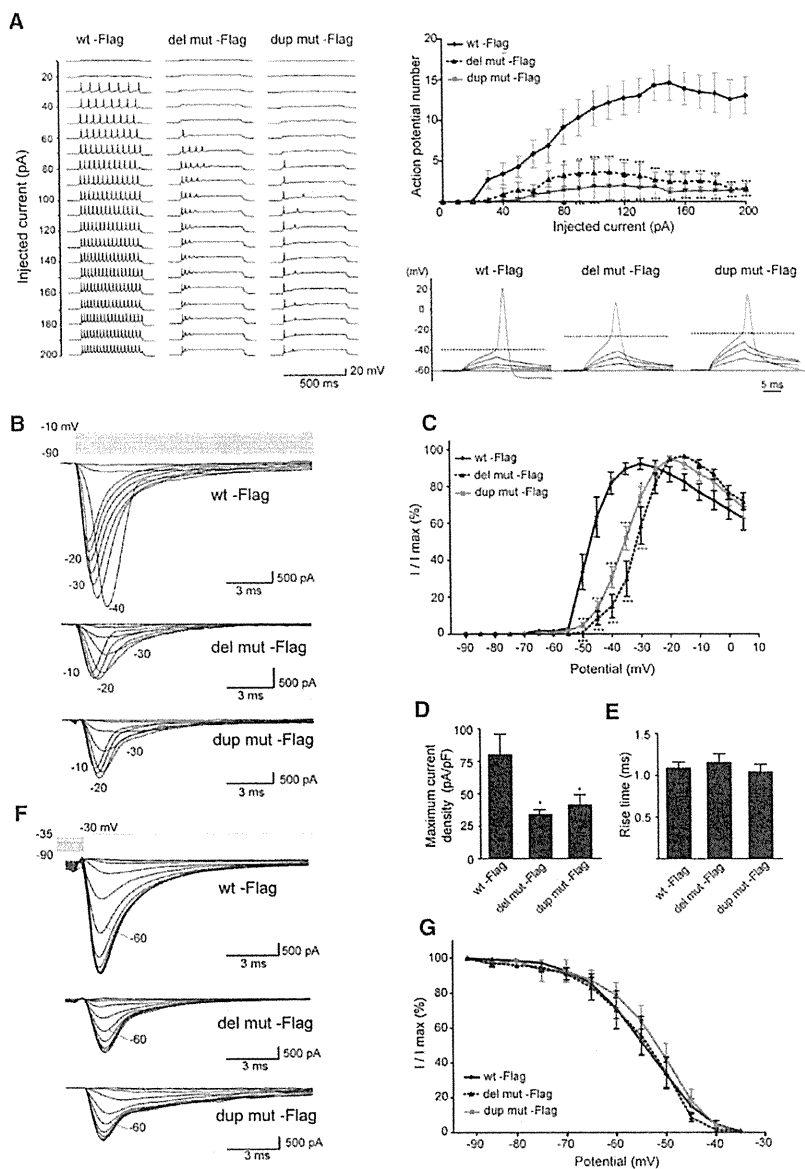 A
wt -Flag
del mut -Flag
dup mut -Flag
20
40
60
80
100
120
140
160
180
200
Injected current (pA)
20 mV
500 ms
20
15
10
5
Action potential number
wt -Flag
del mut -Flag
dup mut -Flag
0
40
80
120
160
200
Injected current (pA)
(mV)
20
0
-20
-40
-60
wt -Flag
del mut -Flag
dup mut -Flag
5 ms
B
-10 mV
-90
wt -Flag
-20
-30
-40
500 pA
3 ms
del mut -Flag
-10
-20
-30
500 pA
3 ms
dup mut -Flag
-10
-20
-30
500 pA
3 ms
C
100
80
60
40
20
0
I / I max (%)
wt -Flag
del mut -Flag
dup mut -Flag
-90
-80
-70
-60
-50
-40
-30
-20
-10
0
10
Potential (mV)
D
100
75
50
25
0
Maximum current
density (pA/pF)
wt -Flag
del mut -Flag
dup mut -Flag
E
1.5
1.0
0.5
Rise time (ms)
wt -Flag
del mut -Flag
dup mut -Flag
F
-30 mV
-35
-90
wt -Flag
-60
500 pA
3 ms
del mut -Flag
-60
500 pA
3 ms
dup mut -Flag
-60
500 pA
3 ms
G
100
80
60
40
20
0
I / I max (%)
wt -Flag
del mut -Flag
dup mut -Flag
-90
-80
-70
-60
-50
-40
-30
Potential (mV)